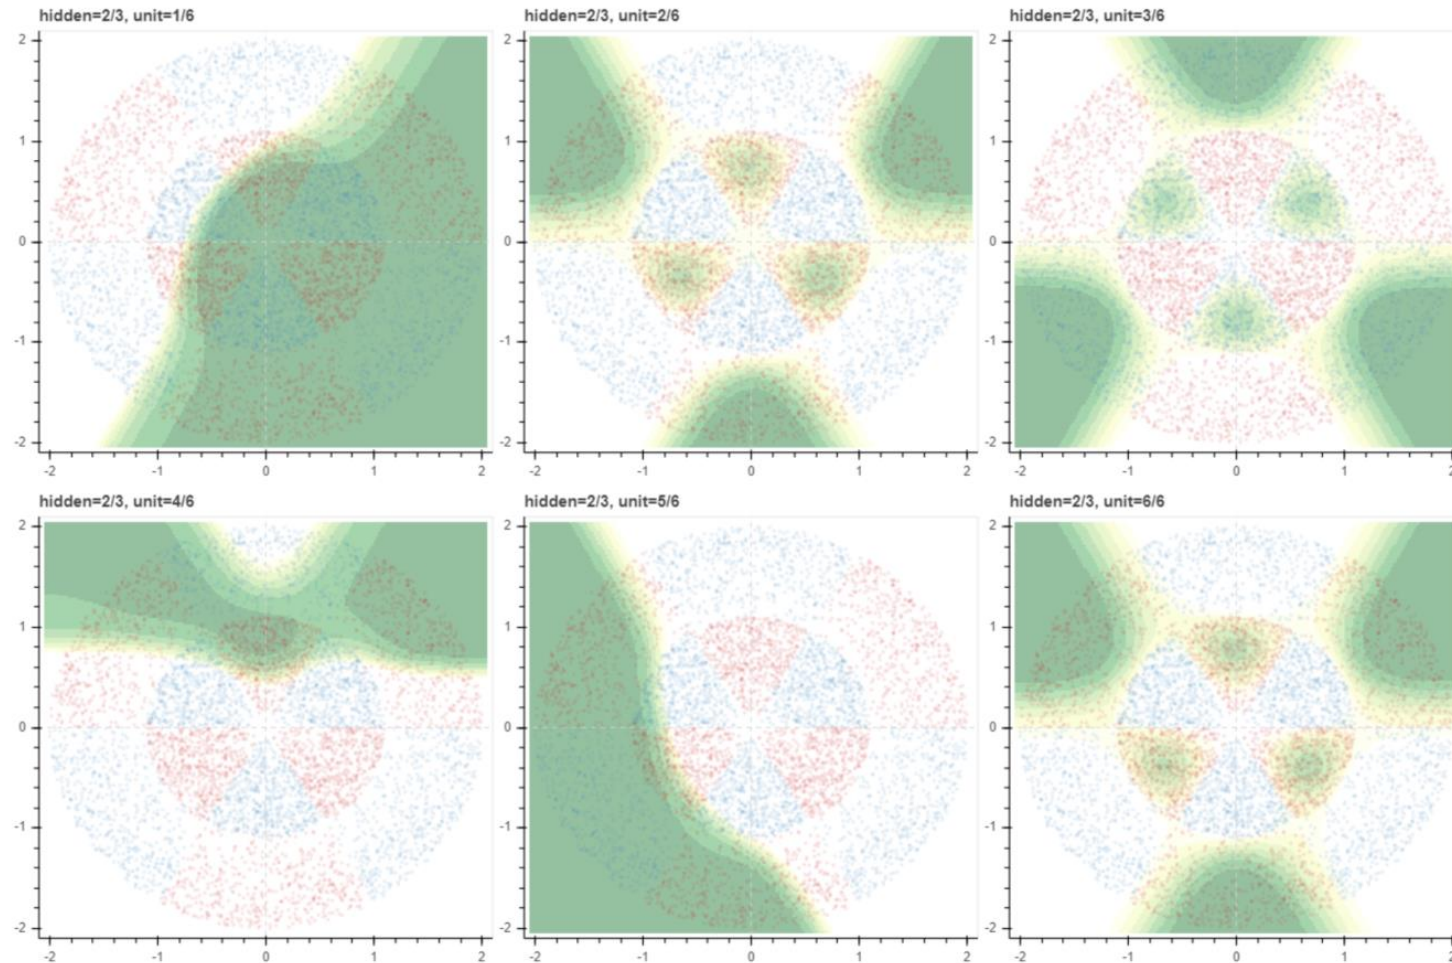 hidden=2/3, unit=1/6
hidden=2/3, unit=2/6
hidden=2/3, unit=3/6
2
1
0
-1
-2
2
1
0
-1
-2
2
1
0
-1
-2
-2 -1 0 1 2
-2 -1 0 1 2
-2 -1 0 1 2
hidden=2/3, unit=4/6
hidden=2/3, unit=5/6
hidden=2/3, unit=6/6
2
1
0
-1
-2
2
1
0
-1
-2
2
1
0
-1
-2
-2 -1 0 1 2
-2 -1 0 1 2
-2 -1 0 1 2